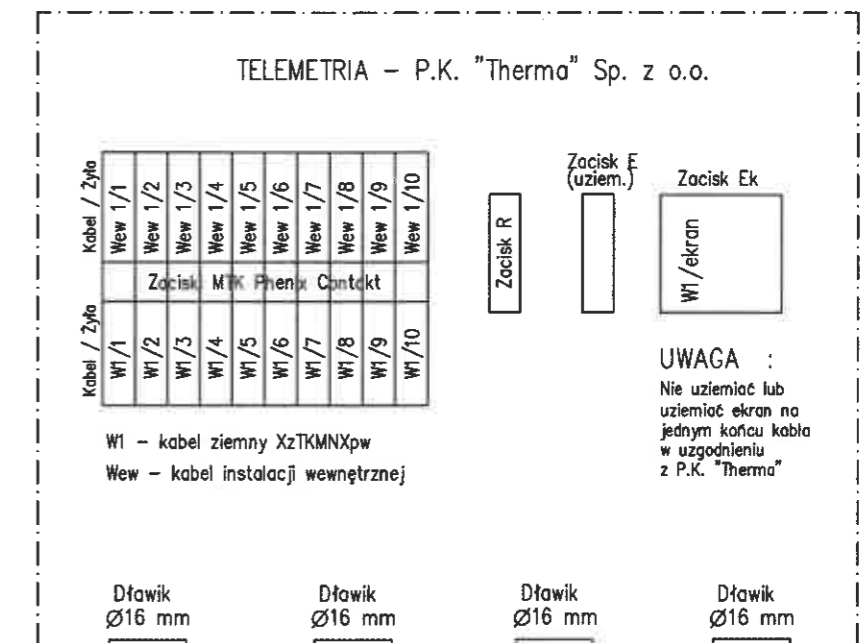 TELEMETRIA – P.K. "Therma" Sp. z o.o.
Kabel / Żyła
Wew 1/1
Wew 1/2
Wew 1/3
Wew 1/4
Wew 1/5
Wew 1/6
Wew 1/7
Wew 1/8
Wew 1/9
Wew 1/10
Zaciski MTK Phenix Contakt
Kabel / Żyła
W1/1
W1/2
W1/3
W1/4
W1/5
W1/6
W1/7
W1/8
W1/9
W1/10
Zacisk R
Zacisk E
(uziem.)
Zacisk Ek
W1/ekran
UWAGA :
Nie uziemiać lub
uziemiać ekran na
jednym końcu kabla
w uzgodnieniu
z P.K. "Therma"
W1 – kabel ziemny XzTKMNXpw
Wew – kabel instalacji wewnętrznej
Dławik
Ø16 mm
Dławik
Ø16 mm
Dławik
Ø16 mm
Dławik
Ø16 mm